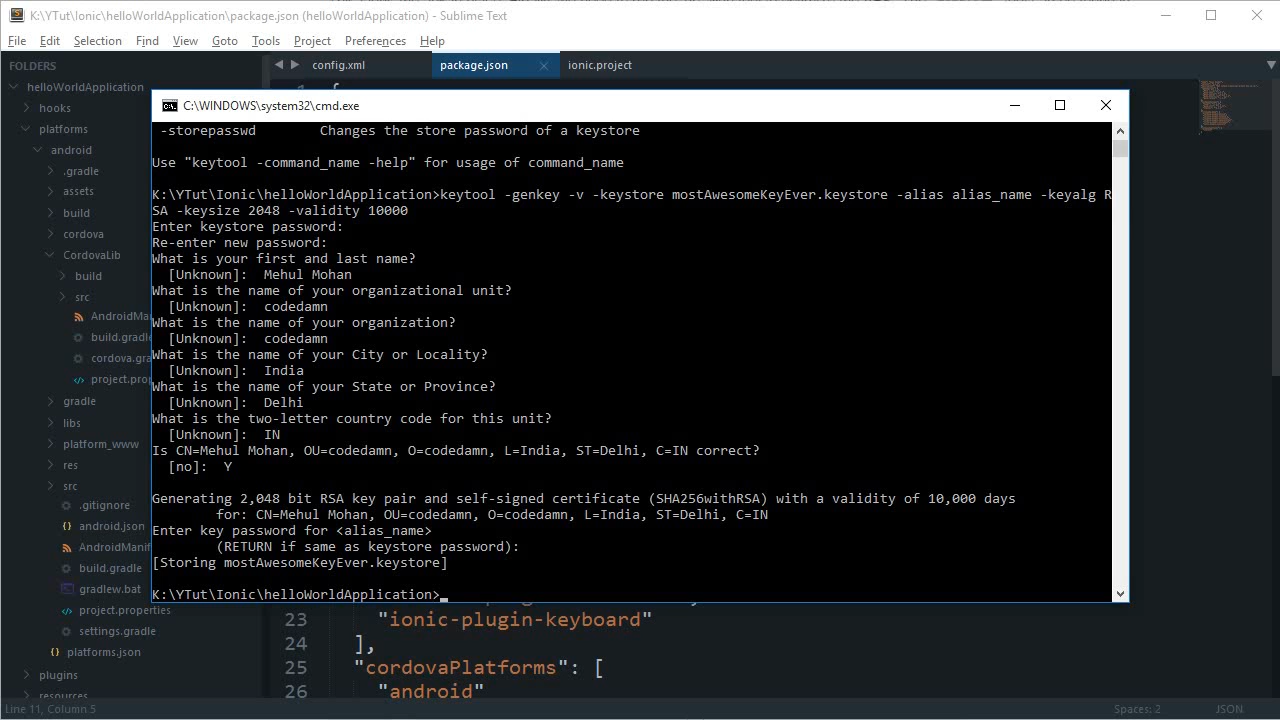 K:\YTut\Ionic\helloWorldApplication\package.json (helloWorldApplication) - Sublime Text
File Edit Selection Find View Goto Tools Project Preferences Help
FOLDERS
helloWorldApplication
hooks
platforms
android
.gradle
assets
build
cordova
CordovaLib
build
src
AndroidMa
build.gradle
cordova.gra
project.prop
gradle
libs
platform_www
res
src
.gitignore
android.json
AndroidManif
build.gradle
gradlew.bat
project.properties
settings.gradle
platforms.json
plugins
resources
config.xml package.json ionic.project
C:\WINDOWS\system32\cmd.exe
-storepasswd Changes the store password of a keystore
Use "keytool -command_name -help" for usage of command_name
K:\YTut\Ionic\helloWorldApplication>keytool -genkey -v -keystore mostAwesomeKeyEver.keystore -alias alias_name -keyalg R
SA -keysize 2048 -validity 10000
Enter keystore password:
Re-enter new password:
What is your first and last name?
[Unknown]: Mehul Mohan
What is the name of your organizational unit?
[Unknown]: codedamn
What is the name of your organization?
[Unknown]: codedamn
What is the name of your City or Locality?
[Unknown]: India
What is the name of your State or Province?
[Unknown]: Delhi
What is the two-letter country code for this unit?
[Unknown]: IN
Is CN=Mehul Mohan, OU=codedamn, O=codedamn, L=India, ST=Delhi, C=IN correct?
[no]: Y
Generating 2,048 bit RSA key pair and self-signed certificate (SHA256withRSA) with a validity of 10,000 days
for: CN=Mehul Mohan, OU=codedamn, O=codedamn, L=India, ST=Delhi, C=IN
Enter key password for <alias_name>
(RETURN if same as keystore password):
[Storing mostAwesomeKeyEver.keystore]
K:\YTut\Ionic\helloWorldApplication>_
23 "ionic-plugin-keyboard"
24 ],
25 "cordovaPlatforms": [
26 "android"
Line 11, Column 5 Spaces: 2 JSON